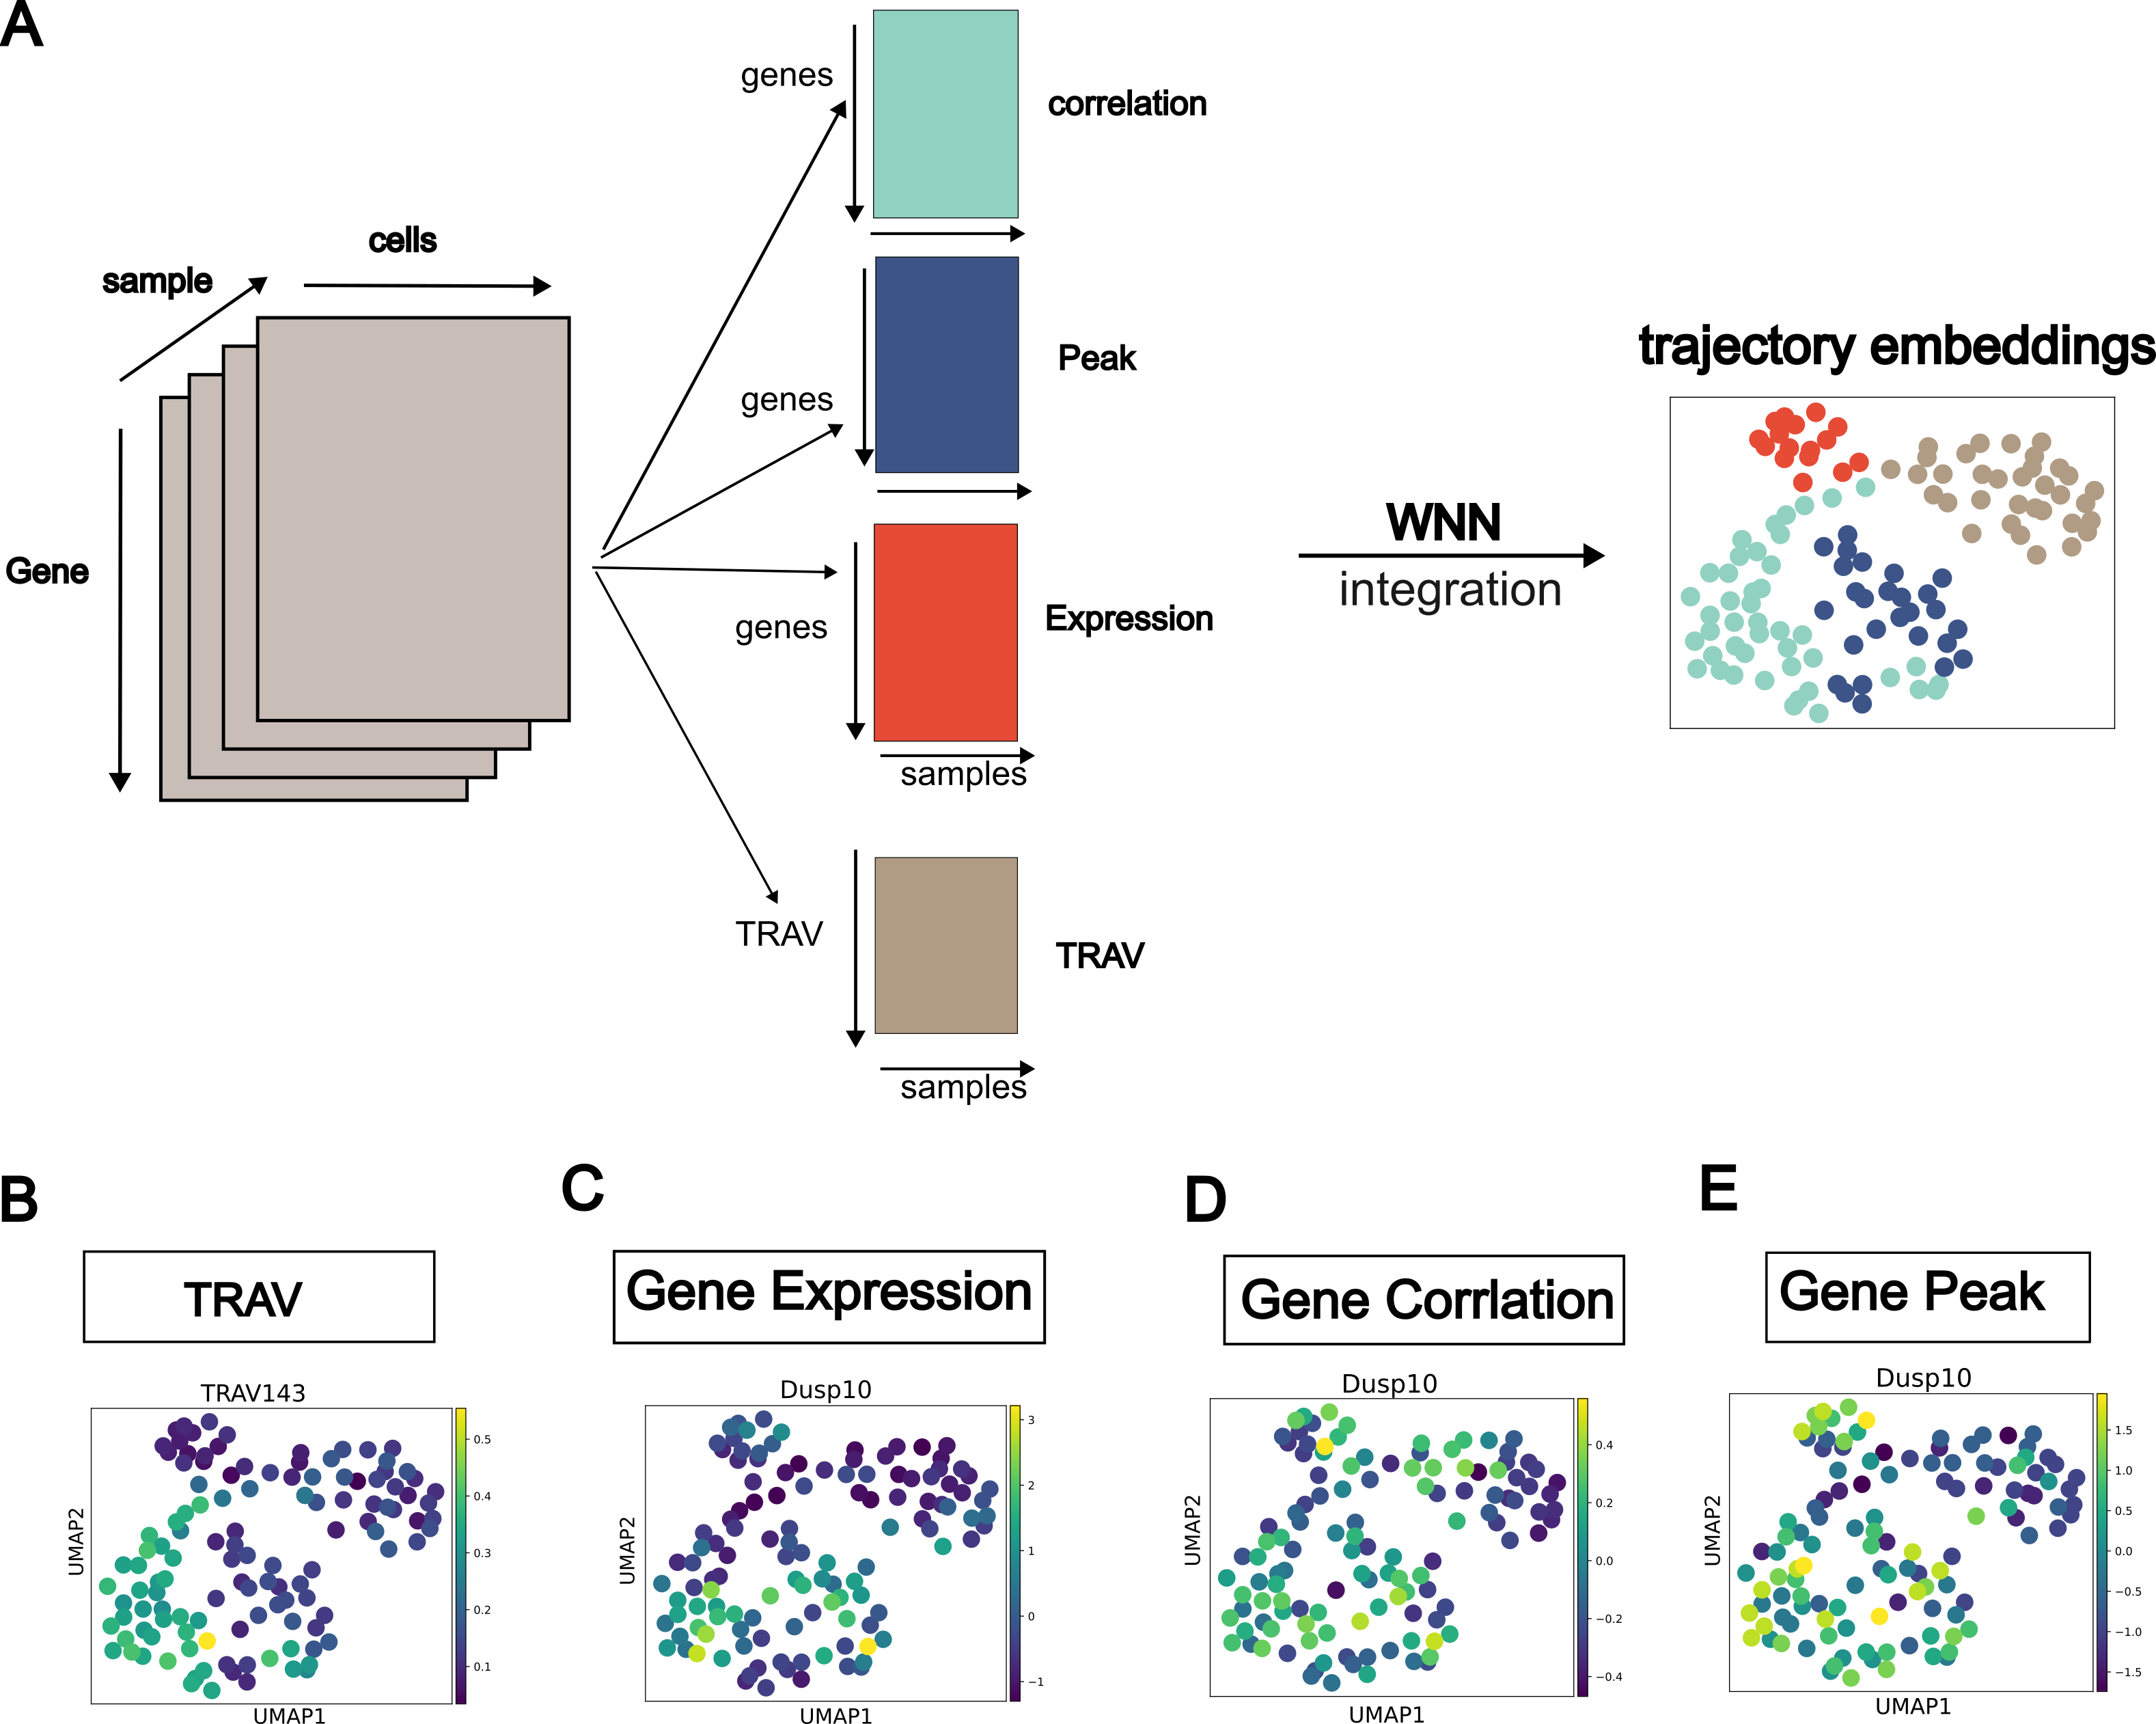 A
genes
correlation
cells
sample
Peak
genes
trajectory embeddings
WNN
integration
Gene
genes
Expression
samples
TRAV
TRAV
samples
B
C
D
E
TRAV
Gene Expression
Gene Corrlation
Gene Peak
TRAV143
UMAP2
UMAP1
0.5
0.4
0.3
0.2
0.1
Dusp10
UMAP2
UMAP1
3
2
1
0
−1
Dusp10
UMAP2
UMAP1
0.4
0.2
0.0
−0.2
−0.4
Dusp10
UMAP2
UMAP1
1.5
1.0
0.5
0.0
−0.5
−1.0
−1.5